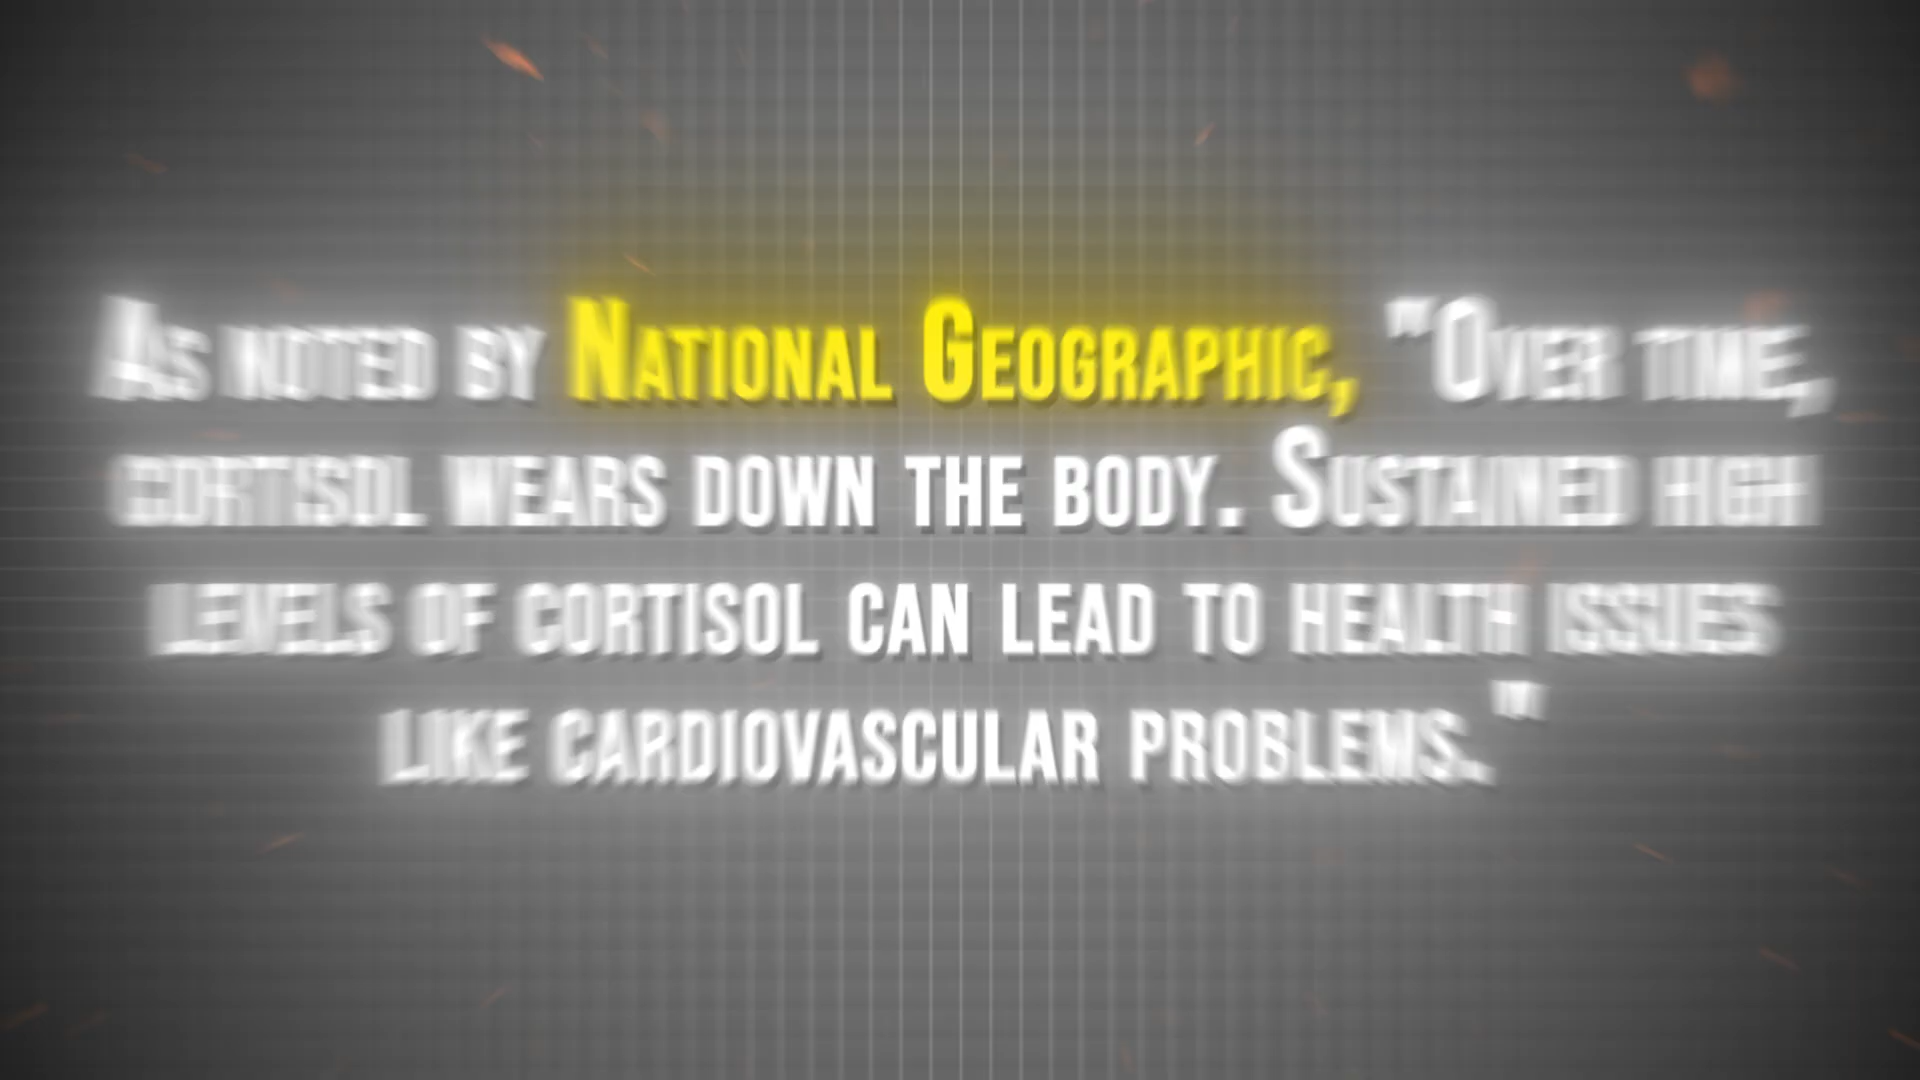 As noted by National Geographic, "Over time,
cortisol wears down the body. Sustained high
levels of cortisol can lead to health issues
like cardiovascular problems."